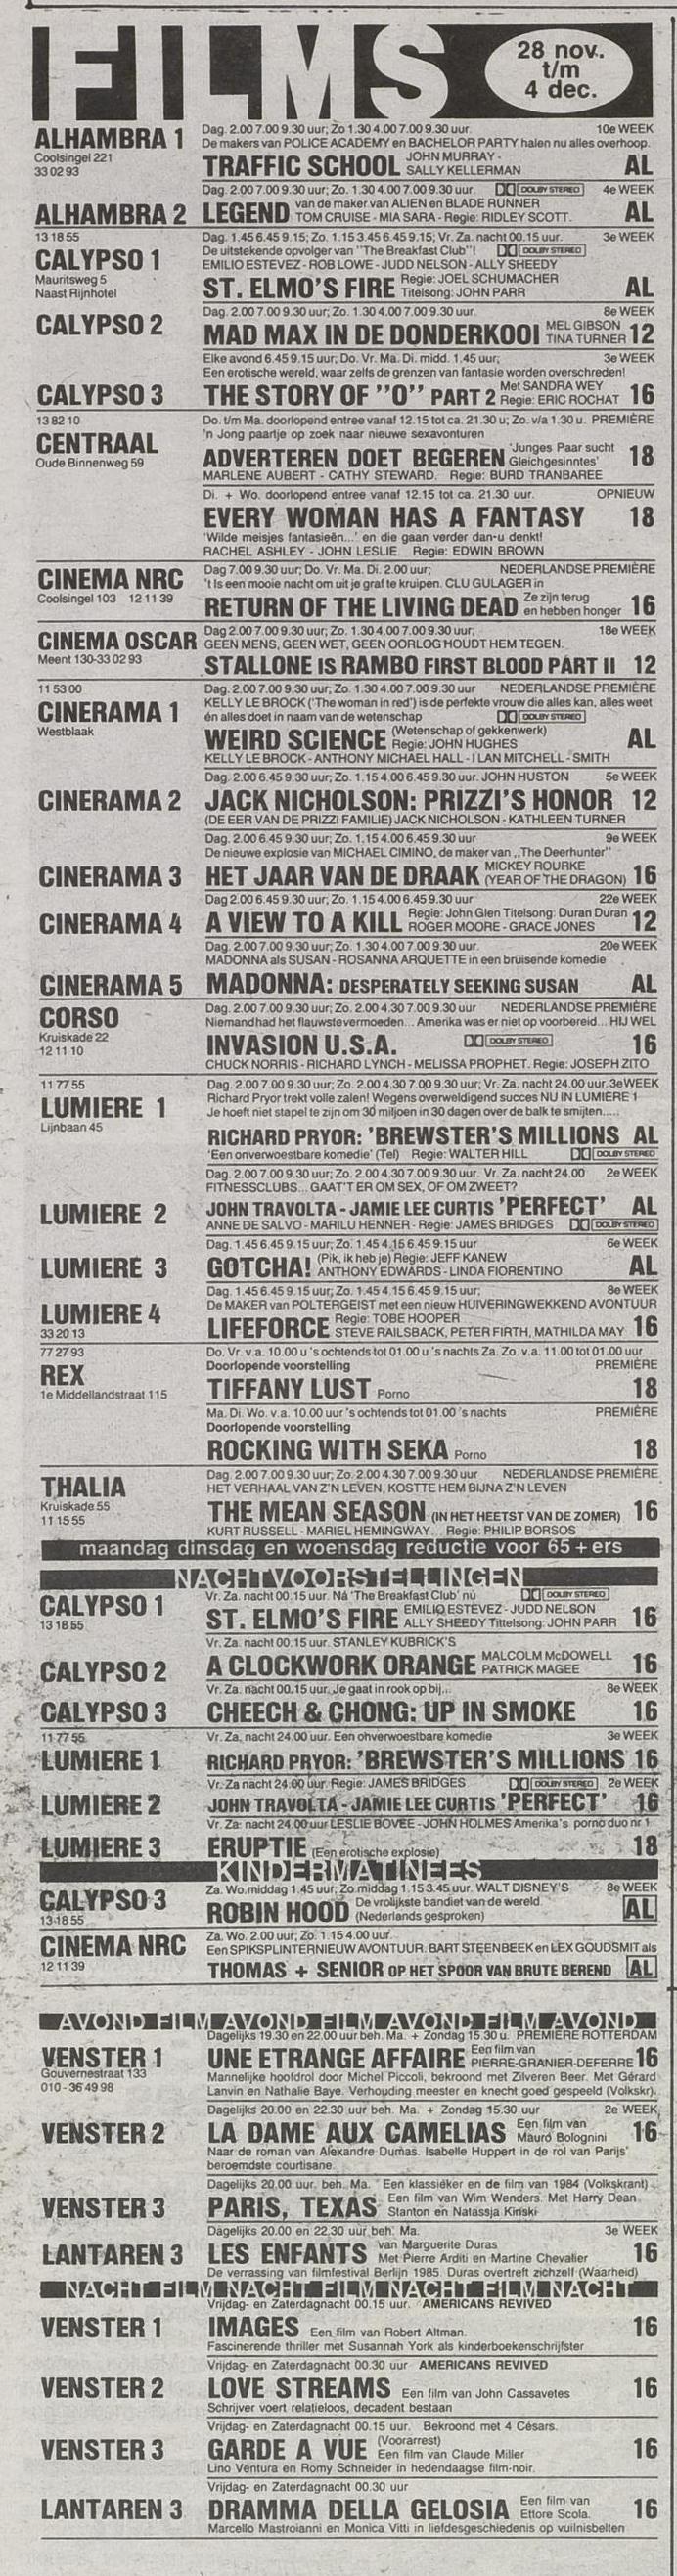 FILMS
28 nov.
t/m
4 dec.
ALHAMBRA 1
Coolsingel 221
33 02 93
Dag. 2.00 7.00 9.30 uur; Zo 1.30 4.00 7.00 9.30 uur. 10e WEEK
De makers van POLICE ACADEMY en BACHELOR PARTY halen nu alles overhoop.
TRAFFIC SCHOOL JOHN MURRAY - SALLY KELLERMAN AL
Dag. 2.00 7.00 9.30 uur; Zo. 1.30 4.00 7.00 9.30 uur. DOLBY STEREO 4e WEEK
ALHAMBRA 2 LEGEND van de maker van ALIEN en BLADE RUNNER
TOM CRUISE - MIA SARA - Regie: RIDLEY SCOTT. AL
13 18 55
CALYPSO 1
Mauritsweg 5
Naast Rijnhotel
Dag. 1.45 6.45 9.15; Zo. 1.15 3.45 6.45 9.15; Vr. Za. nacht 00.15 uur. 3e WEEK
De uitstekende opvolger van "The Breakfast Club"! DOLBY STEREO
EMILIO ESTEVEZ - ROB LOWE - JUDD NELSON - ALLY SHEEDY
ST. ELMO'S FIRE Regie: JOEL SCHUMACHER
Titelsong: JOHN PARR AL
CALYPSO 2
Dag. 2.00 7.00 9.30 uur; Zo. 1.30 4.00 7.00 9.30 uur. 8e WEEK
MAD MAX IN DE DONDERKOOI MEL GIBSON
TINA TURNER 12
Elke avond 6.45 9.15 uur; Do. Vr. Ma. Di. midd. 1.45 uur; 3e WEEK
Een erotische wereld, waar zelfs de grenzen van fantasie worden overschreden!
CALYPSO 3 THE STORY OF "O" PART 2 Met SANDRA WEY
Regie: ERIC ROCHAT 16
13 82 10
CENTRAAL
Oude Binnenweg 59
Do. t/m Ma. doorlopend entree vanaf 12.15 tot ca. 21.30 u; Zo. v/a 1.30 u. PREMIÈRE
'n Jong paartje op zoek naar nieuwe sexavonturen
ADVERTEREN DOET BEGEREN 'Junges Paar sucht
Gleichgesinntes' 18
MARLENE AUBERT - CATHY STEWARD. Regie: BURD TRANBAREE
Di. + Wo. doorlopend entree vanaf 12.15 tot ca. 21.30 uur. OPNIEUW
EVERY WOMAN HAS A FANTASY 18
'Wilde meisjes fantasieën...' en die gaan verder dan u denkt!
RACHEL ASHLEY - JOHN LESLIE. Regie: EDWIN BROWN
CINEMA NRC
Coolsingel 103 12 11 39
Dag 7.00 9.30 uur; Do. Vr. Ma. Di. 2.00 uur; NEDERLANDSE PREMIÈRE
't Is een mooie nacht om uit je graf te kruipen. CLU GULAGER in
RETURN OF THE LIVING DEAD Ze zijn terug
en hebben honger 16
CINEMA OSCAR
Meent 130-33 02 93
Dag 2.00 7.00 9.30 uur; Zo. 1.30 4.00 7.00 9.30 uur; 18e WEEK
GEEN MENS, GEEN WET, GEEN OORLOG HOUDT HEM TEGEN.
STALLONE IS RAMBO FIRST BLOOD PART II 12
11 53 00
CINERAMA 1
Westblaak
Dag. 2.00 7.00 9.30 uur; Zo. 1.30 4.00 7.00 9.30 uur NEDERLANDSE PREMIÈRE
KELLY LE BROCK ('The woman in red') is de perfekte vrouw die alles kan, alles weet
én alles doet in naam van de wetenschap DOLBY STEREO
WEIRD SCIENCE (Wetenschap of gekkenwerk)
Regie: JOHN HUGHES AL
KELLY LE BROCK - ANTHONY MICHAEL HALL - ILAN MITCHELL - SMITH
Dag. 2.00 6.45 9.30 uur; Zo. 1.15 4.00 6.45 9.30 uur. JOHN HUSTON 5e WEEK
CINERAMA 2 JACK NICHOLSON: PRIZZI'S HONOR 12
(DE EER VAN DE PRIZZI FAMILIE) JACK NICHOLSON - KATHLEEN TURNER
Dag. 2.00 6.45 9.30 uur; Zo. 1.15 4.00 6.45 9.30 uur 9e WEEK
De nieuwe explosie van MICHAEL CIMINO, de maker van „The Deerhunter"
CINERAMA 3 HET JAAR VAN DE DRAAK MICKEY ROURKE
(YEAR OF THE DRAGON) 16
Dag 2.00 6.45 9.30 uur; Zo. 1.15 4.00 6.45 9.30 uur 22e WEEK
CINERAMA 4 A VIEW TO A KILL Regie: John Glen Titelsong: Duran Duran
ROGER MOORE - GRACE JONES 12
Dag. 2.00 7.00 9.30 uur; Zo. 1.30 4.00 7.00 9.30 uur. 20e WEEK
MADONNA als SUSAN - ROSANNA ARQUETTE in een bruisende komedie
CINERAMA 5 MADONNA: DESPERATELY SEEKING SUSAN AL
CORSO
Kruiskade 22
12 11 10
Dag. 2.00 7.00 9.30 uur; Zo. 2.00 4.30 7.00 9.30 uur NEDERLANDSE PREMIÈRE
Niemand had het flauwste vermoeden... Amerika was er niet op voorbereid... HIJ WEL
INVASION U.S.A. DOLBY STEREO 16
CHUCK NORRIS - RICHARD LYNCH - MELISSA PROPHET. Regie: JOSEPH ZITO
11 77 55
LUMIERE 1
Lijnbaan 45
Dag. 2.00 7.00 9.30 uur; Zo. 2.00 4.30 7.00 9.30 uur; Vr. Za. nacht 24.00 uur. 3e WEEK
Richard Pryor trekt volle zalen! Wegens overweldigend succes NU IN LUMIERE 1
Je hoeft niet stapel te zijn om 30 miljoen in 30 dagen over de balk te smijten.....
RICHARD PRYOR: 'BREWSTER'S MILLIONS AL
'Een onverwoestbare komedie' (Tel) Regie: WALTER HILL DOLBY STEREO
Dag. 2.00 7.00 9.30 uur; Zo. 2.00 4.30 7.00 9.30 uur. Vr. Za. nacht 24.00 2e WEEK
FITNESSCLUBS... GAAT'T ER OM SEX, OF OM ZWEET?
LUMIERE 2 JOHN TRAVOLTA - JAMIE LEE CURTIS 'PERFECT' AL
ANNE DE SALVO - MARILU HENNER - Regie: JAMES BRIDGES DOLBY STEREO
Dag. 1.45 6.45 9.15 uur; Zo. 1.45 4.15 6.45 9.15 uur 6e WEEK
LUMIERE 3 GOTCHA! (Pik, ik heb je) Regie: JEFF KANEW
ANTHONY EDWARDS - LINDA FIORENTINO AL
Dag. 1.45 6.45 9.15 uur; Zo. 1.45 4.15 6.45 9.15 uur; 8e WEEK
De MAKER van POLTERGEIST met een nieuw HUIVERINGWEKKEND AVONTUUR
LUMIERE 4
33 20 13
LIFEFORCE Regie: TOBE HOOPER
STEVE RAILSBACK, PETER FIRTH, MATHILDA MAY 16
77 27 93
REX
1e Middellandstraat 115
Do. Vr. v.a. 10.00 u 's ochtends tot 01.00 u 's nachts Za. Zo. v.a. 11.00 tot 01.00 uur
Doorlopende voorstelling PREMIÈRE
TIFFANY LUST Porno 18
Ma. Di. Wo. v.a. 10.00 uur 's ochtends tot 01.00 's nachts PREMIÈRE
Doorlopende voorstelling
ROCKING WITH SEKA Porno 18
THALIA
Kruiskade 55
11 15 55
Dag. 2.00 7.00 9.30 uur; Zo. 2.00 4.30 7.00 9.30 uur NEDERLANDSE PREMIÈRE
HET VERHAAL VAN Z'N LEVEN, KOSTTE HEM BIJNA Z'N LEVEN
THE MEAN SEASON (IN HET HEETST VAN DE ZOMER) 16
KURT RUSSELL - MARIEL HEMINGWAY... Regie: PHILIP BORSOS
maandag dinsdag en woensdag reductie voor 65 + ers
NACHTVOORSTELLINGEN
CALYPSO 1
13 18 55
Vr. Za. nacht 00.15 uur. Ná 'The Breakfast Club' nú DOLBY STEREO
ST. ELMO'S FIRE EMILIO ESTEVEZ - JUDD NELSON
ALLY SHEEDY Tittelsong: JOHN PARR 16
Vr. Za. nacht 00.15 uur. STANLEY KUBRICK'S
CALYPSO 2 A CLOCKWORK ORANGE MALCOLM McDOWELL
PATRICK MAGEE 16
Vr. Za. nacht 00.15 uur. Je gaat in rook op bij... 8e WEEK
CALYPSO 3 CHEECH & CHONG: UP IN SMOKE 16
11 77 55
Vr. Za. nacht 24.00 uur. Een onverwoestbare komedie 3e WEEK
LUMIERE 1 RICHARD PRYOR: 'BREWSTER'S MILLIONS 16
Vr. Za nacht 24.00 uur. Regie: JAMES BRIDGES DOLBY STEREO 2e WEEK
LUMIERE 2 JOHN TRAVOLTA - JAMIE LEE CURTIS 'PERFECT' 16
Vr. Za. nacht 24.00 uur LESLIE BOVEE - JOHN HOLMES Amerika's porno duo nr 1
LUMIERE 3 ERUPTIE (Een erotische explosie) 18
KINDERMATINEES
CALYPSO 3
13 18 55
Za. Wo. middag 1.45 uur; Zo middag 1.15 3.45 uur. WALT DISNEY'S 8e WEEK
ROBIN HOOD De vrolijkste bandiet van de wereld.
(Nederlands gesproken) AL
CINEMA NRC
12 11 39
Za. Wo. 2.00 uur; Zo. 1.15 4.00 uur.
Een SPIKSPLINTERNIEUW AVONTUUR. BART STEENBEEK en LEX GOUDSMIT als
THOMAS + SENIOR OP HET SPOOR VAN BRUTE BEREND AL
AVOND FILM AVOND FILM AVOND FILM AVOND
Dagelijks 19.30 en 22.00 uur beh. Ma. + Zondag 15.30 u. PREMIERE ROTTERDAM
VENSTER 1
Gouvernestraat 133
010 - 36 49 98
UNE ETRANGE AFFAIRE Een film van
PIERRE-GRANIER-DEFERRE 16
Mannelijke hoofdrol door Michel Piccoli, bekroond met Zilveren Beer. Met Gérard
Lanvin en Nathalie Baye. Verhouding meester en knecht goed gespeeld (Volkskr).
Dagelijks 20.00 en 22.30 uur beh. Ma. + Zondag 15.30 uur 2e WEEK
VENSTER 2 LA DAME AUX CAMELIAS Een film van
Mauro Bolognini 16
Naar de roman van Alexandre Dumas. Isabelle Huppert in de rol van Parijs'
beroemdste courtisane.
Dagelijks 20.00 uur. beh. Ma. Een klassiéker en de film van 1984 (Volkskrant)
VENSTER 3 PARIS, TEXAS Een film van Wim Wenders. Met Harry Dean
Stanton en Natassja Kinski
Dagelijks 20.00 en 22.30 uur beh. Ma. 3e WEEK
LANTAREN 3 LES ENFANTS van Marguerite Duras
Met Pierre Arditi en Martine Chevalier 16
De verrassing van filmfestival Berlijn 1985. Duras overtreft zichzelf (Waarheid)
NACHT FILM NACHT FILM NACHT FILM NACHT
Vrijdag- en Zaterdagnacht 00.15 uur. AMERICANS REVIVED
VENSTER 1 IMAGES Een film van Robert Altman. 16
Fascinerende thriller met Susannah York als kinderboekenschrijfster
Vrijdag- en Zaterdagnacht 00.30 uur AMERICANS REVIVED
VENSTER 2 LOVE STREAMS Een film van John Cassavetes 16
Schrijver voert relatieloos, decadent bestaan
Vrijdag- en Zaterdagnacht 00.15 uur. Bekroond met 4 Césars.
VENSTER 3 GARDE A VUE (Voorarrest)
Een film van Claude Miller 16
Lino Ventura en Romy Schneider in hedendaagse film-noir.
Vrijdag- en Zaterdagnacht 00.30 uur
LANTAREN 3 DRAMMA DELLA GELOSIA Een film van
Ettore Scola. 16
Marcello Mastroianni en Monica Vitti in liefdesgeschiedenis op vuilnisbelten